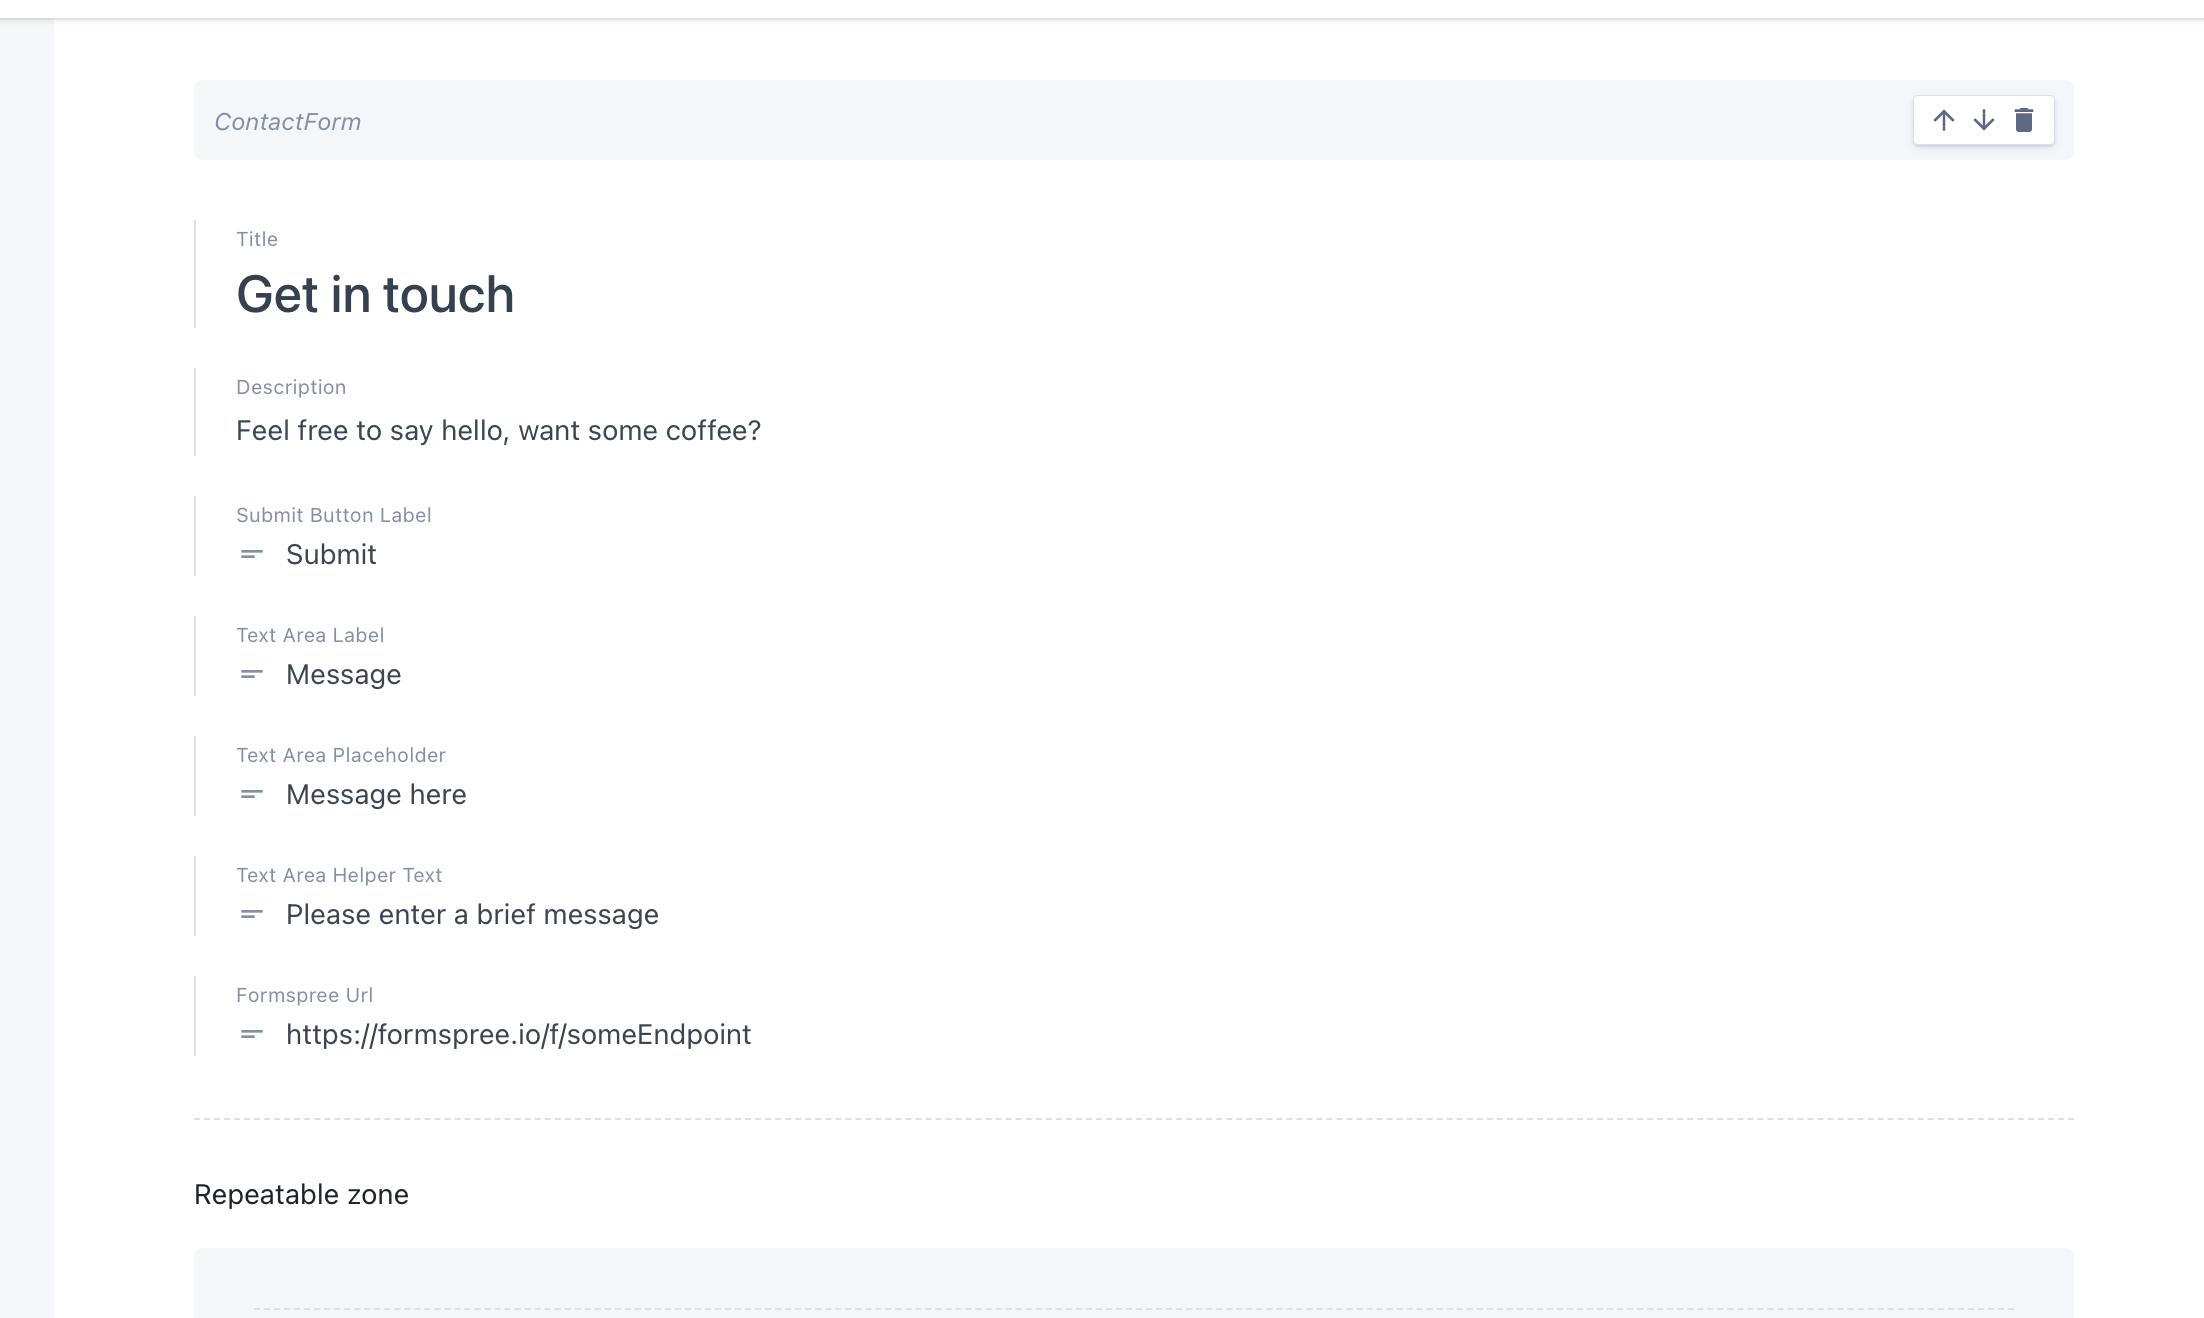 ContactForm
Title
Get in touch
Description
Feel free to say hello, want some coffee?
Submit Button Label
Submit
Text Area Label
Message
Text Area Placeholder
Message here
Text Area Helper Text
Please enter a brief message
Formspree Url
https://formspree.io/f/someEndpoint
Repeatable zone